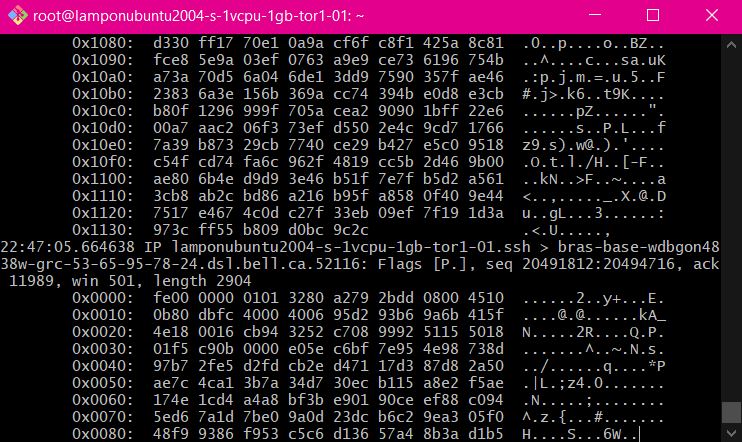 root@lamponubuntu2004-s-1vcpu-1gb-tor1-01: ~
0x1080:  d330 ff17 70e1 0a9a cf6f c8f1 425a 8c81  .0..p....o..BZ..
0x1090:  fce8 5e9a 03ef 0763 a9e9 ce73 6196 754b  ..^....c...sa.uK
0x10a0:  a73a 70d5 6a04 6de1 3dd9 7590 357f ae46  .:p.j.m.=.u.5..F
0x10b0:  2383 6a3e 156b 369a cc74 394b e0d8 e3cb  #.j>.k6..t9K....
0x10c0:  b80f 1296 999f 705a cea2 9090 1bff 22e6  ......pZ......".
0x10d0:  00a7 aac2 06f3 73ef d550 2e4c 9cd7 1766  ......s..P.L...f
0x10e0:  7a39 b873 29cb 7740 ce29 b427 e5c0 9518  z9.s).w@.).'....
0x10f0:  c54f cd74 fa6c 962f 4819 cc5b 2d46 9b00  .O.t.l./H..[-F..
0x1100:  ae80 6b4e d9d9 3e46 b51f 7e7f b5d2 a561  ..kN..>F..~....a
0x1110:  3cb8 ab2c bd86 a216 b95f a858 0f40 9e44  <..,....._.X.@.D
0x1120:  7517 e467 4c0d c27f 33eb 09ef 7f19 1d3a  u..gL...3......:
0x1130:  973c ff55 b809 d0bc 9c2c  .<.U.....,
22:47:05.664638 IP lamponubuntu2004-s-1vcpu-1gb-tor1-01.ssh > bras-base-wdbgon48
38w-grc-53-65-95-78-24.dsl.bell.ca.52116: Flags [P.], seq 20491812:20494716, ack
11989, win 501, length 2904
0x0000:  fe00 0000 0101 3280 a279 2bdd 0800 4510  ......2..y+...E.
0x0010:  0b80 dbfc 4000 4006 95d2 93b6 9a6b 415f  ....@.@......kA_
0x0020:  4e18 0016 cb94 3252 c708 9992 5115 5018  N.....2R....Q.P.
0x0030:  01f5 c90b 0000 e05e c6bf 7e95 4e98 738d  .......^..~.N.s.
0x0040:  97b7 2fe5 d2fd cb2e d471 17d3 87d8 2a50  ../......q....*P
0x0050:  ae7c 4ca1 3b7a 34d7 30ec b115 a8e2 f5ae  .|L.;z4.0.......
0x0060:  174e 1cd4 a4a8 bf3b e901 90ce ef88 c094  .N.....;........
0x0070:  5ed6 7a1d 7be0 9a0d 23dc b6c2 9ea3 05f0  ^.z.{...#.......
0x0080:  48f9 9386 f953 c5c6 d136 57a4 8b3a d1b5  H....S...6W..